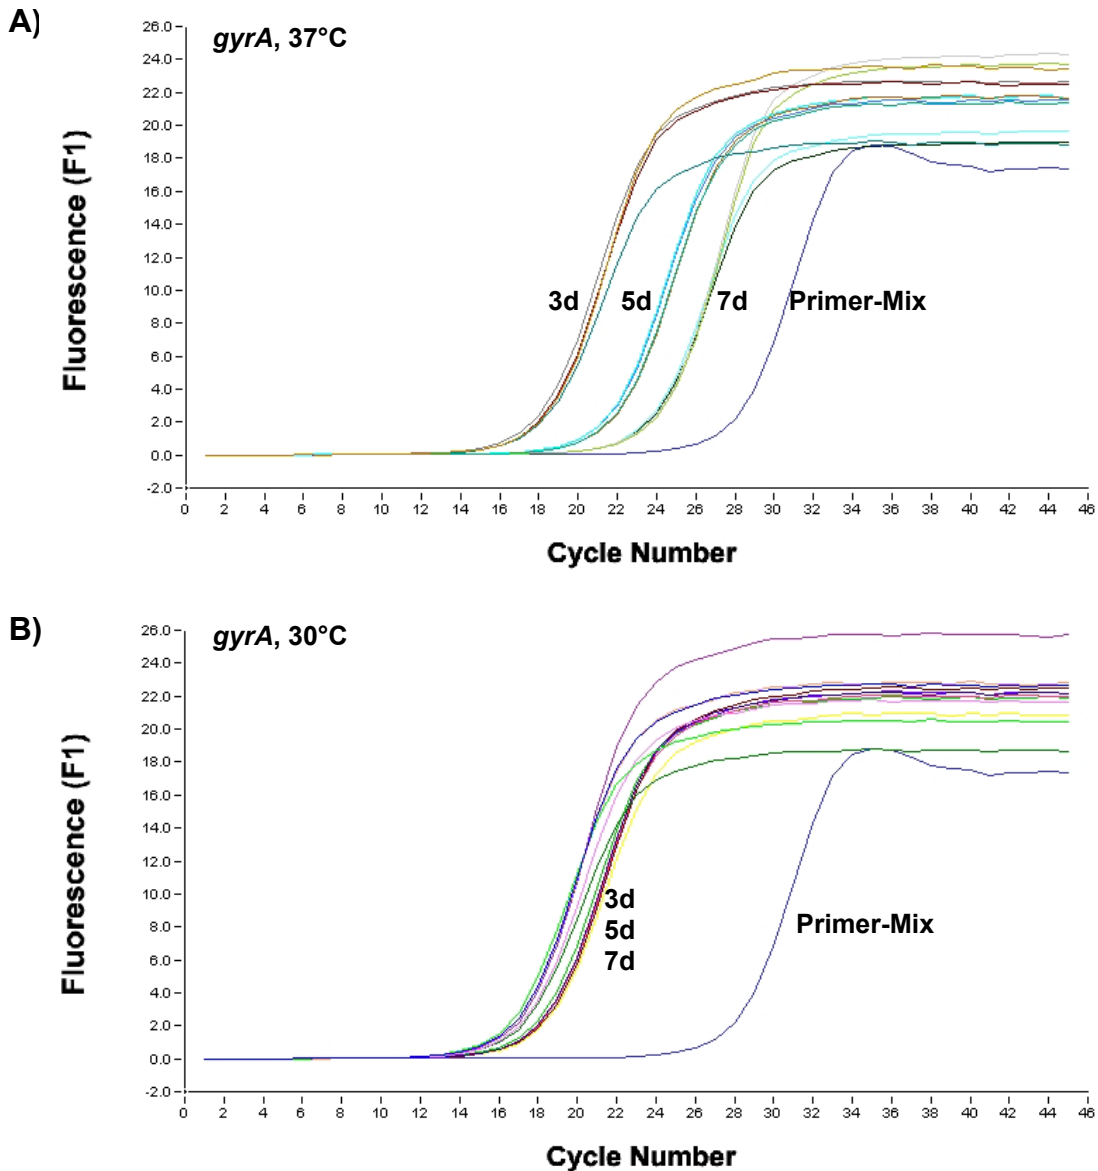 A)
gyrA, 37°C
26.0
24.0
22.0
20.0
18.0
16.0
14.0
12.0
10.0
8.0
6.0
4.0
2.0
0.0
-2.0
Fluorescence (F1)
3d 5d 7d Primer-Mix
0 2 4 6 8 10 12 14 16 18 20 22 24 26 28 30 32 34 36 38 40 42 44 46
Cycle Number
B)
gyrA, 30°C
26.0
24.0
22.0
20.0
18.0
16.0
14.0
12.0
10.0
8.0
6.0
4.0
2.0
0.0
-2.0
Fluorescence (F1)
3d
5d
7d
Primer-Mix
0 2 4 6 8 10 12 14 16 18 20 22 24 26 28 30 32 34 36 38 40 42 44 46
Cycle Number